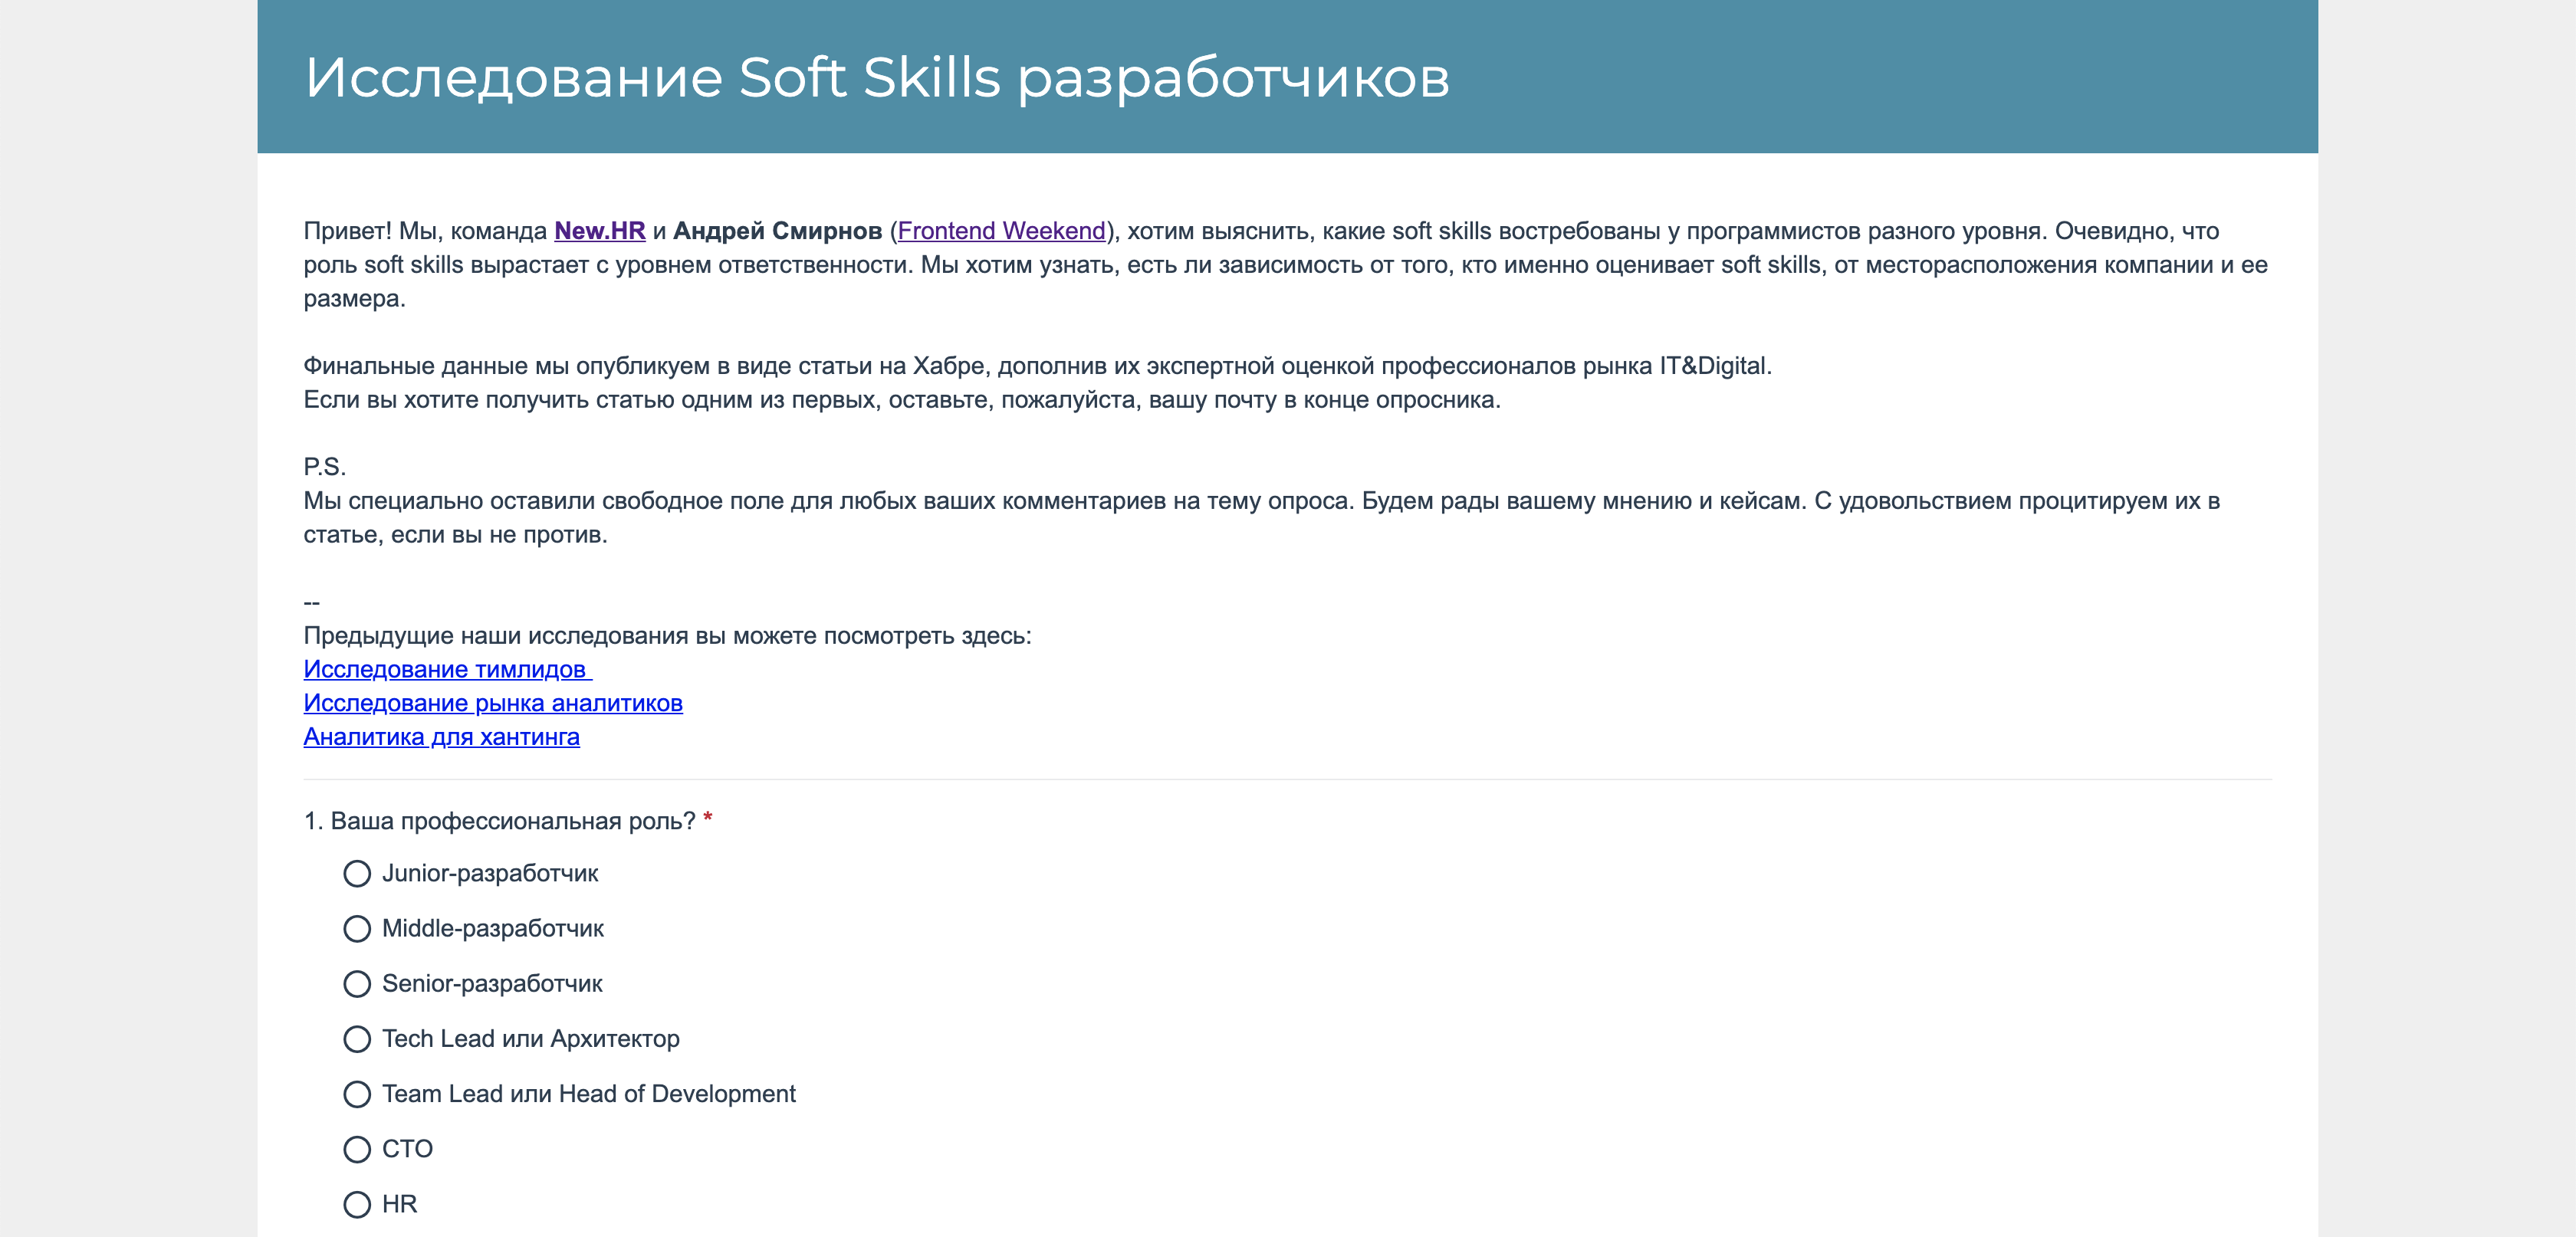 Исследование Soft Skills разработчиков
Привет! Мы, команда New.HR и Андрей Смирнов (Frontend Weekend), хотим выяснить, какие soft skills востребованы у программистов разного уровня. Очевидно, что
роль soft skills вырастает с уровнем ответственности. Мы хотим узнать, есть ли зависимость от того, кто именно оценивает soft skills, от месторасположения компании и ее
размера.
Финальные данные мы опубликуем в виде статьи на Хабре, дополнив их экспертной оценкой профессионалов рынка IT&Digital.
Если вы хотите получить статью одним из первых, оставьте, пожалуйста, вашу почту в конце опросника.
P.S.
Мы специально оставили свободное поле для любых ваших комментариев на тему опроса. Будем рады вашему мнению и кейсам. С удовольствием процитируем их в
статье, если вы не против.
--
Предыдущие наши исследования вы можете посмотреть здесь:
Исследование тимлидов
Исследование рынка аналитиков
Аналитика для хантинга
1. Ваша профессиональная роль? *
Junior-разработчик
Middle-разработчик
Senior-разработчик
Tech Lead или Архитектор
Team Lead или Head of Development
CTO
HR